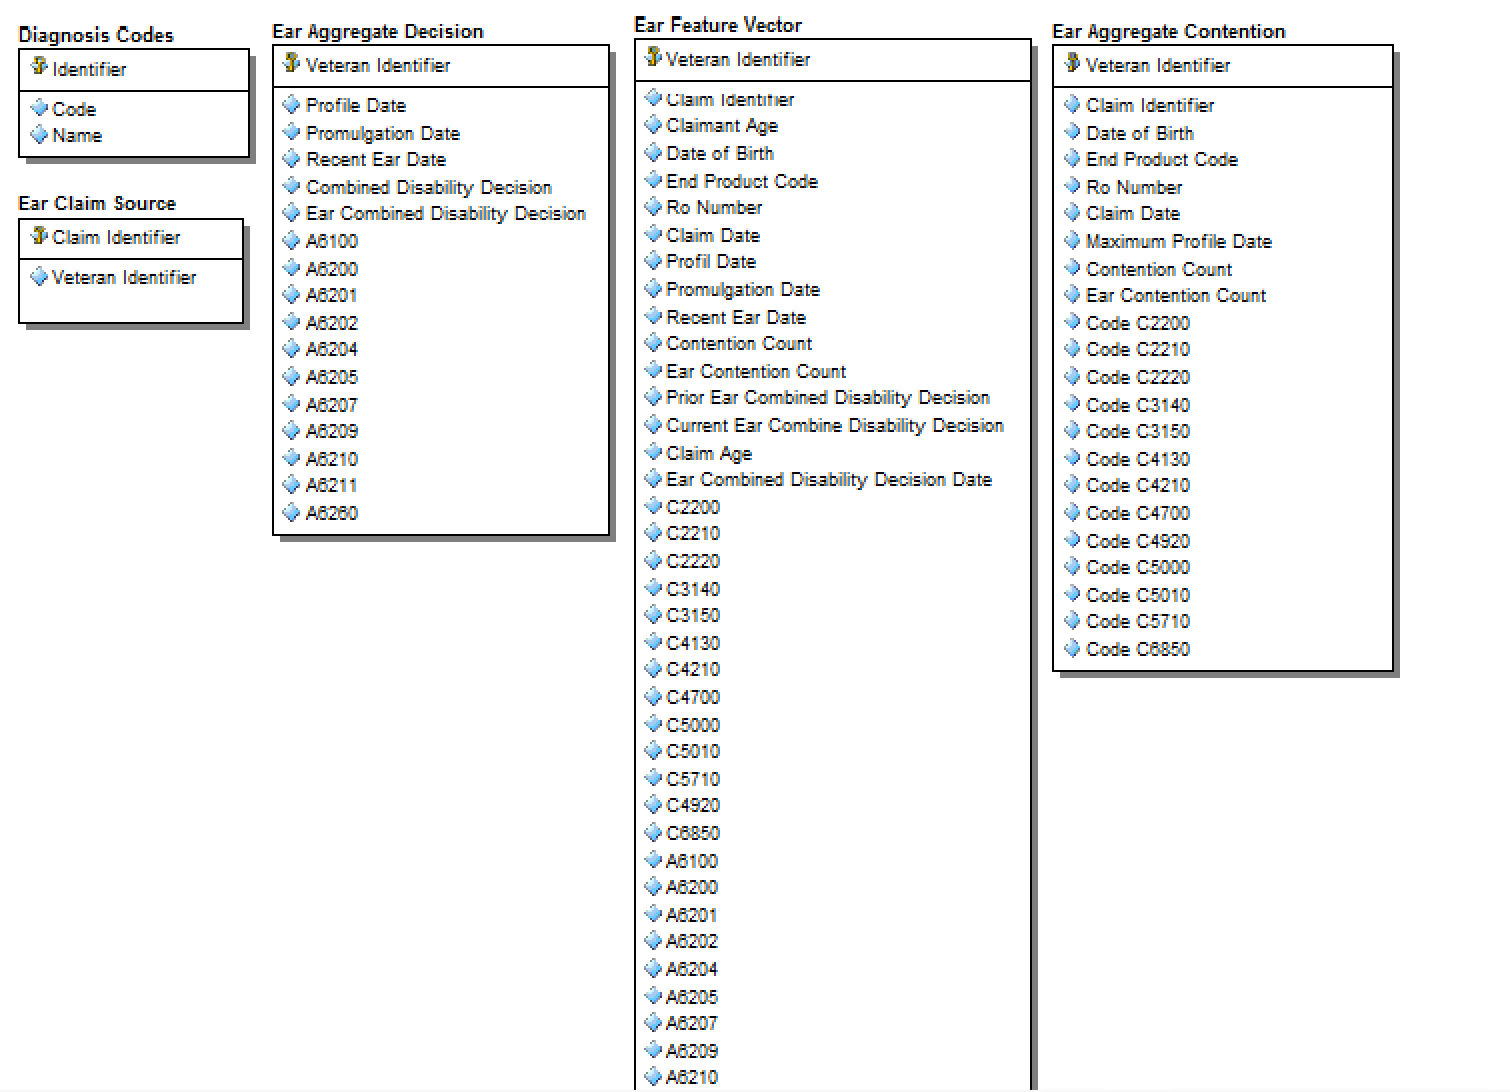 Diagnosis Codes
Identifier
Code
Name
Ear Claim Source
Claim Identifier
Veteran Identifier
Ear Aggregate Decision
Veteran Identifier
Profile Date
Promulgation Date
Recent Ear Date
Combined Disability Decision
Ear Combined Disability Decision
A6100
A6200
A6201
A6202
A6204
A6205
A6207
A6209
A6210
A6211
A6260
Ear Feature Vector
Veteran Identifier
Claim Identifier
Claimant Age
Date of Birth
End Product Code
Ro Number
Claim Date
Profil Date
Promulgation Date
Recent Ear Date
Contention Count
Ear Contention Count
Prior Ear Combined Disability Decision
Current Ear Combine Disability Decision
Claim Age
Ear Combined Disability Decision Date
C2200
C2210
C2220
C3140
C3150
C4130
C4210
C4700
C5000
C5010
C5710
C4920
C6850
A6100
A6200
A6201
A6202
A6204
A6205
A6207
A6209
A6210
Ear Aggregate Contention
Veteran Identifier
Claim Identifier
Date of Birth
End Product Code
Ro Number
Claim Date
Maximum Profile Date
Contention Count
Ear Contention Count
Code C2200
Code C2210
Code C2220
Code C3140
Code C3150
Code C4130
Code C4210
Code C4700
Code C4920
Code C5000
Code C5010
Code C5710
Code C6850